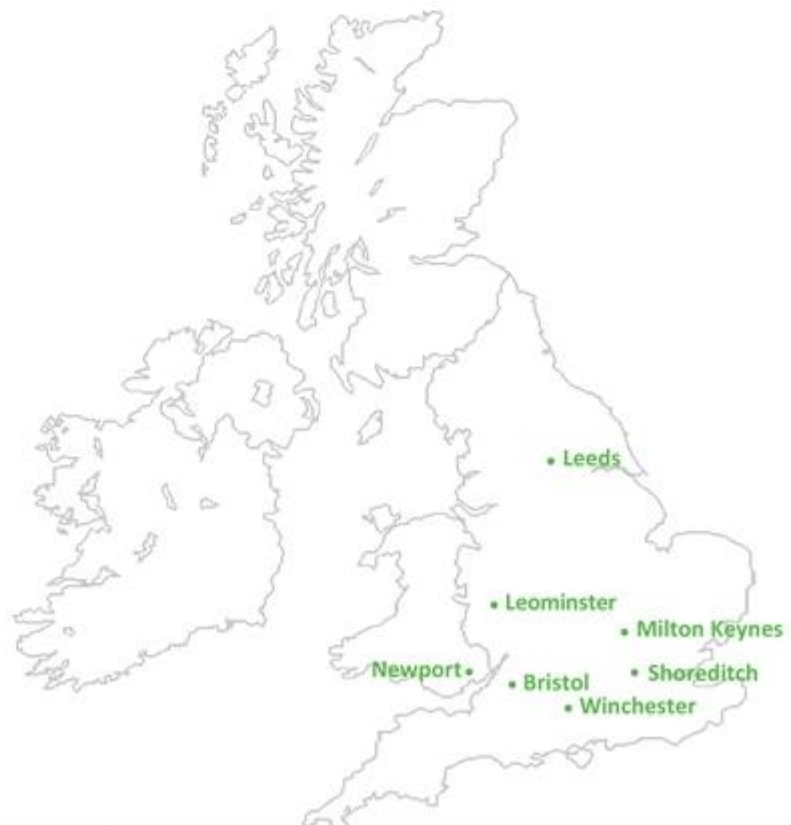 Leeds
Leominster
Milton Keynes
Newport
Shoreditch
Bristol
Winchester